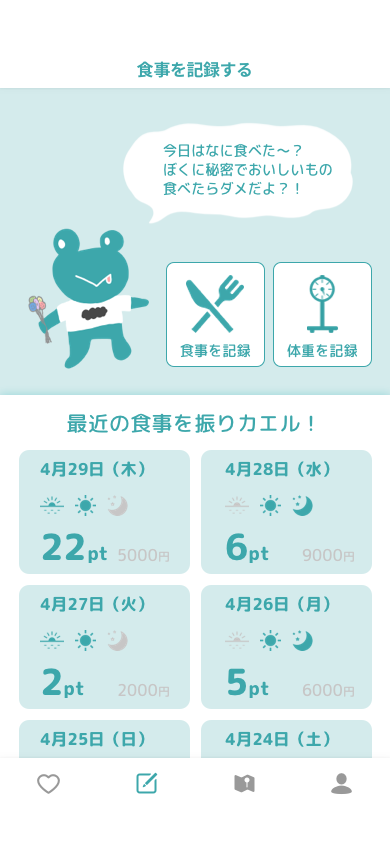 食事を記録する
今日はなに食べた〜？
ぼくに秘密でおいしいもの
食べたらダメだよ？！
食事を記録
体重を記録
最近の食事を振りカエル！
4月29日（木）
22pt 5000円
4月28日（水）
6pt 9000円
4月27日（火）
2pt 2000円
4月26日（月）
5pt 6000円
4月25日（日）
4月24日（土）